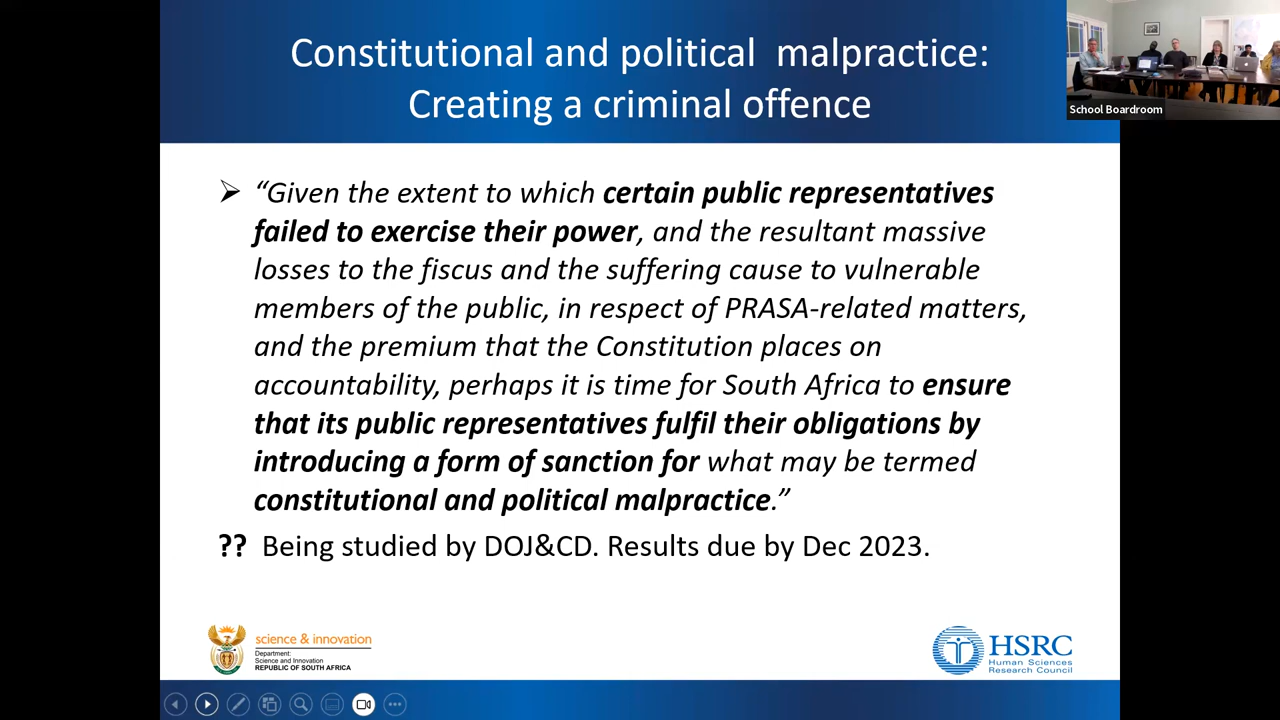 Constitutional and political malpractice:
Creating a criminal offence
School Boardroom
➢ “Given the extent to which certain public representatives
failed to exercise their power, and the resultant massive
losses to the fiscus and the suffering cause to vulnerable
members of the public, in respect of PRASA-related matters,
and the premium that the Constitution places on
accountability, perhaps it is time for South Africa to ensure
that its public representatives fulfil their obligations by
introducing a form of sanction for what may be termed
constitutional and political malpractice.”
?? Being studied by DOJ&CD. Results due by Dec 2023.
science & innovation
Department:
Science and Innovation
REPUBLIC OF SOUTH AFRICA
HSRC
Human Sciences
Research Council